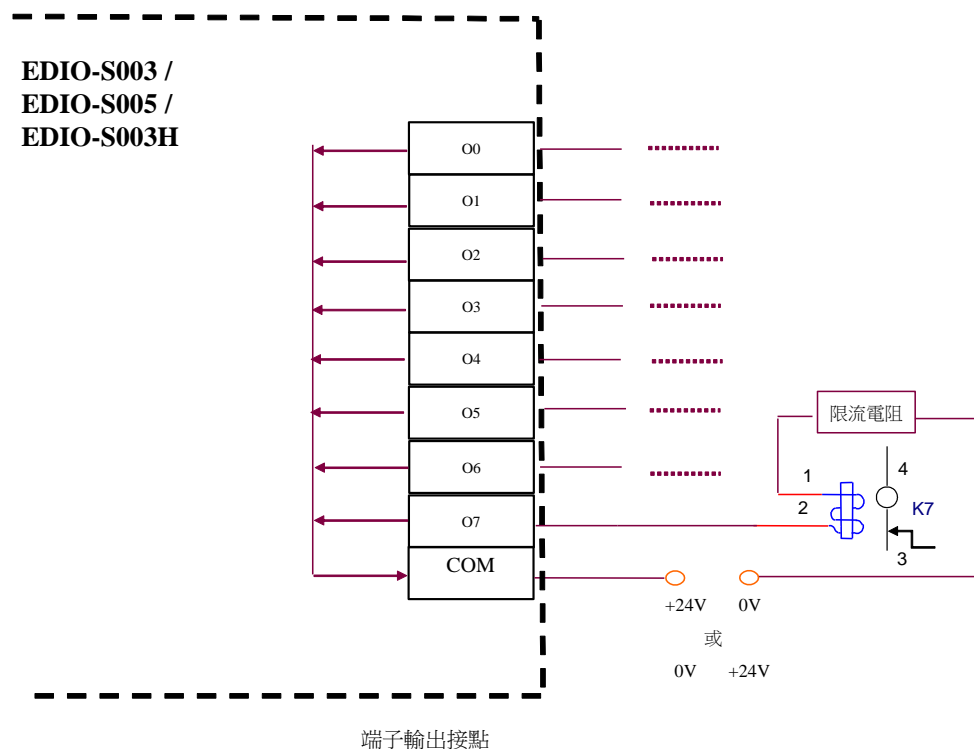 EDIO-S003 /
EDIO-S005 /
EDIO-S003H
O0
O1
O2
O3
O4
O5
O6
O7
COM
限流電阻
1
2
4
K7
3
+24V 0V
或
0V +24V
端子輸出接點